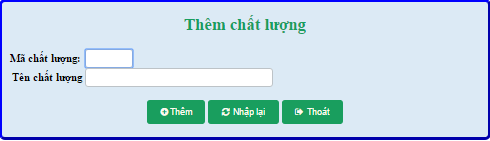 Thêm chất lượng
Mã chất lượng:
Tên chất lượng
Thêm Nhập lại Thoát